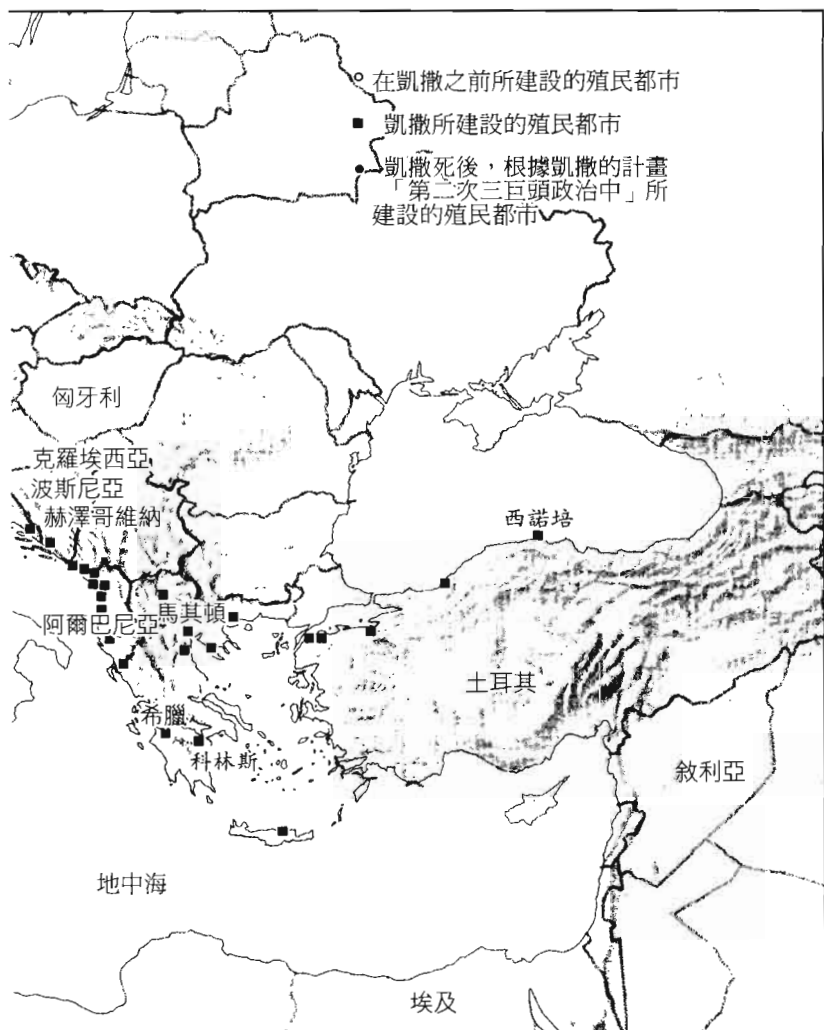 在凱撒之前所建設的殖民都市
凱撒所建設的殖民都市
凱撒死後，根據凱撒的計畫
「第二次三巨頭政治中」所
建設的殖民都市
匈牙利
克羅埃西亞
波斯尼亞
赫澤哥維納
西諾培
阿爾巴尼亞
馬其頓
土耳其
希臘
科林斯
敘利亞
地中海
埃及